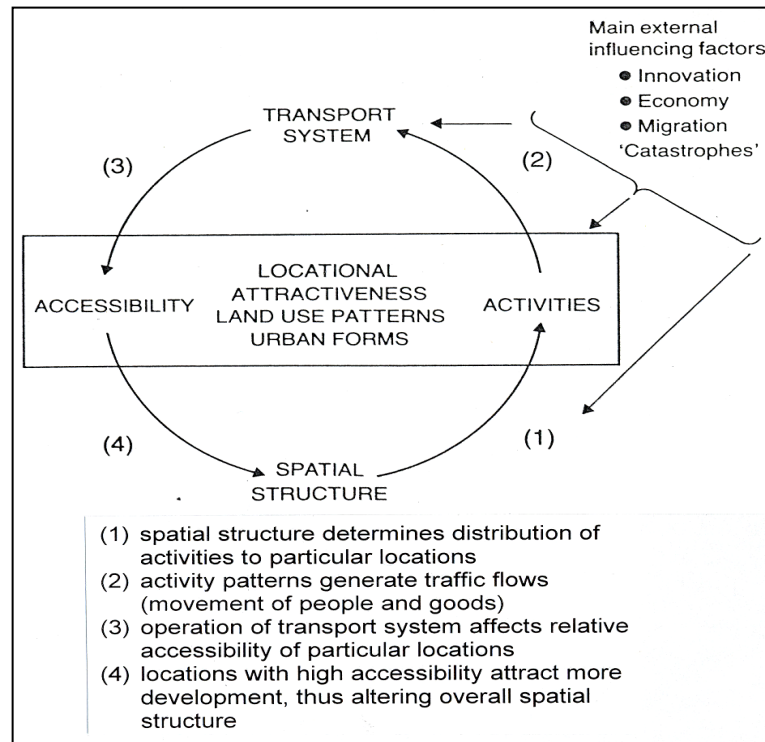 Main external
influencing factors
● Innovation
● Economy
● Migration
'Catastrophes'
TRANSPORT
SYSTEM
(3)
(2)
LOCATIONAL
ATTRACTIVENESS
LAND USE PATTERNS
URBAN FORMS
ACCESSIBILITY
ACTIVITIES
(4)
(1)
SPATIAL
STRUCTURE
(1) spatial structure determines distribution of
activities to particular locations
(2) activity patterns generate traffic flows
(movement of people and goods)
(3) operation of transport system affects relative
accessibility of particular locations
(4) locations with high accessibility attract more
development, thus altering overall spatial
structure